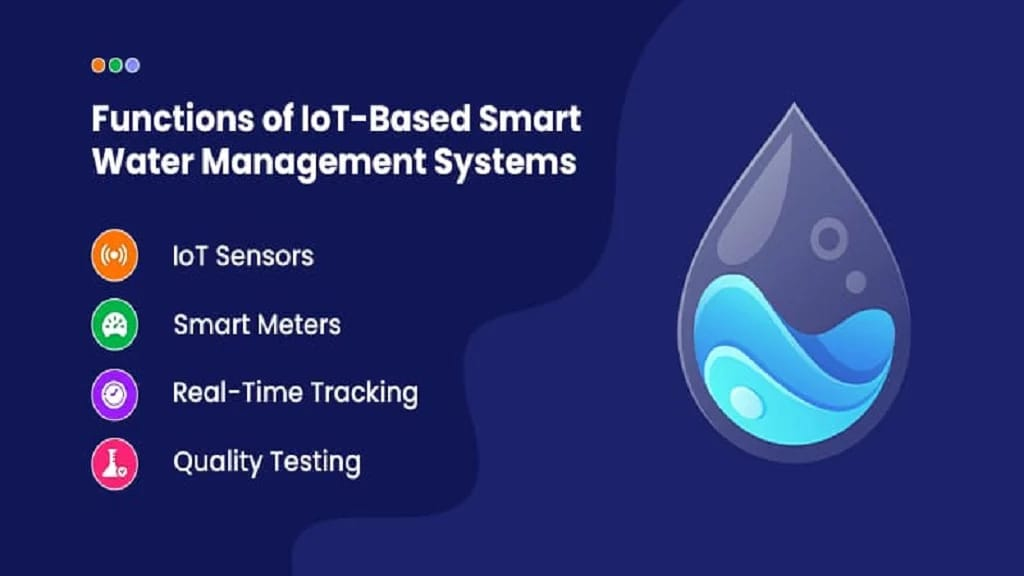 Functions of IoT-Based Smart
Water Management Systems
IoT Sensors
Smart Meters
Real-Time Tracking
Quality Testing